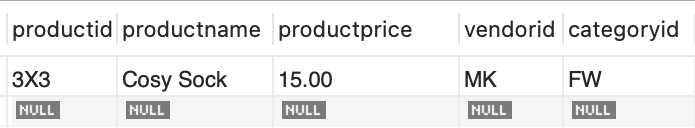 productid productname productprice vendorid categoryid
3X3 Cosy Sock 15.00 MK FW
NULL NULL NULL NULL NULL